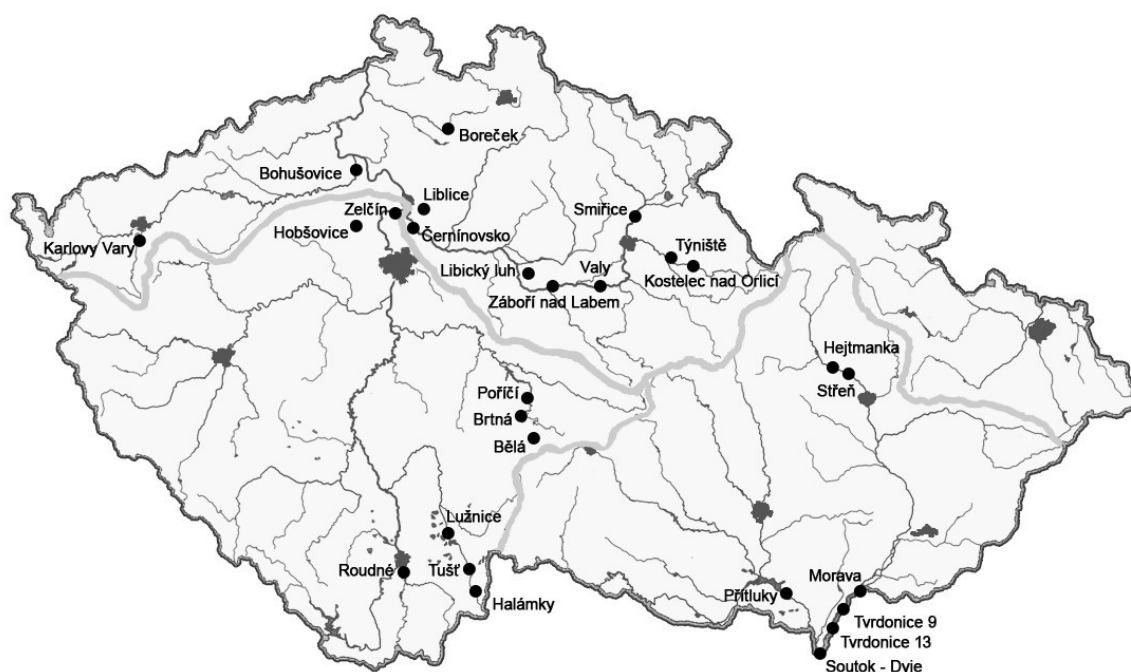 Boreček
Bohušovice
Liblice
Zelčín
Smiřice
Hobšovice
Černínovsko
Karlovy Vary
Týniště
Libický luh
Valy
Kostelec nad Orlicí
Záboří nad Labem
Hejtmanka
Střeň
Poříčí
Brtná
Bělá
Lužnice
Roudné
Tušť
Morava
Přítluky
Halámky
Tvrdonice 9
Tvrdonice 13
Soutok - Dyje